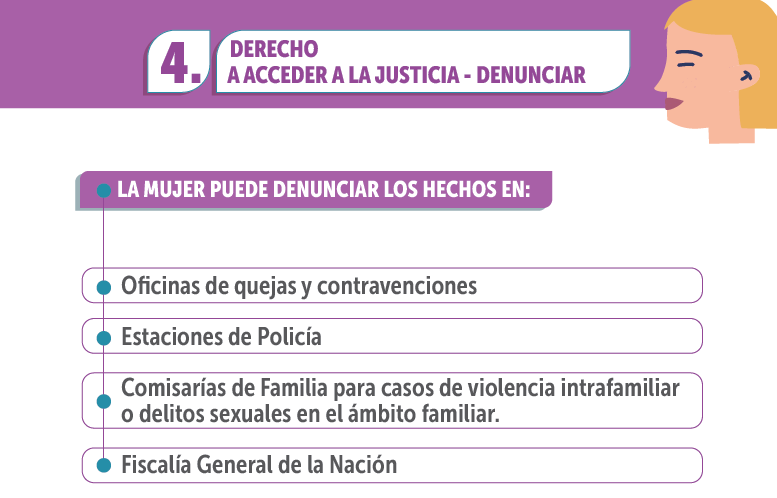 4.
DERECHO
A ACCEDER A LA JUSTICIA - DENUNCIAR
LA MUJER PUEDE DENUNCIAR LOS HECHOS EN:
Oficinas de quejas y contravenciones
Estaciones de Policía
Comisarías de Familia para casos de violencia intrafamiliar
o delitos sexuales en el ámbito familiar.
Fiscalía General de la Nación